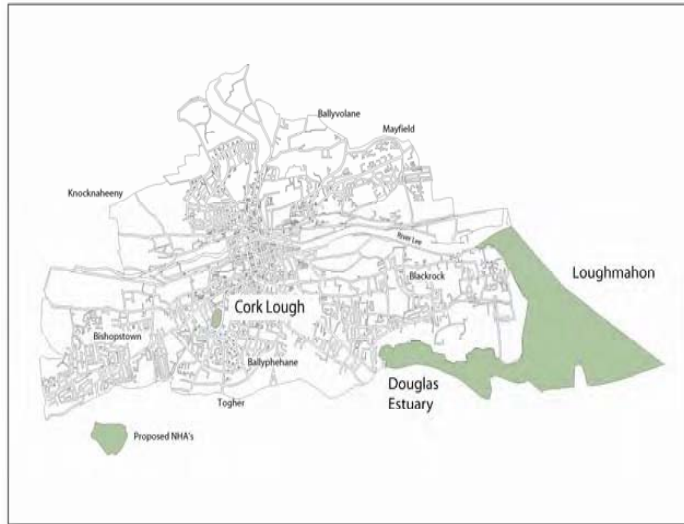 Ballyvolane
Mayfield
Knocknaheeny
River Lee
Loughmahon
Blackrock
Cork Lough
Bishopstown
Ballyphehane
Douglas
Estuary
Togher
Proposed NHA's